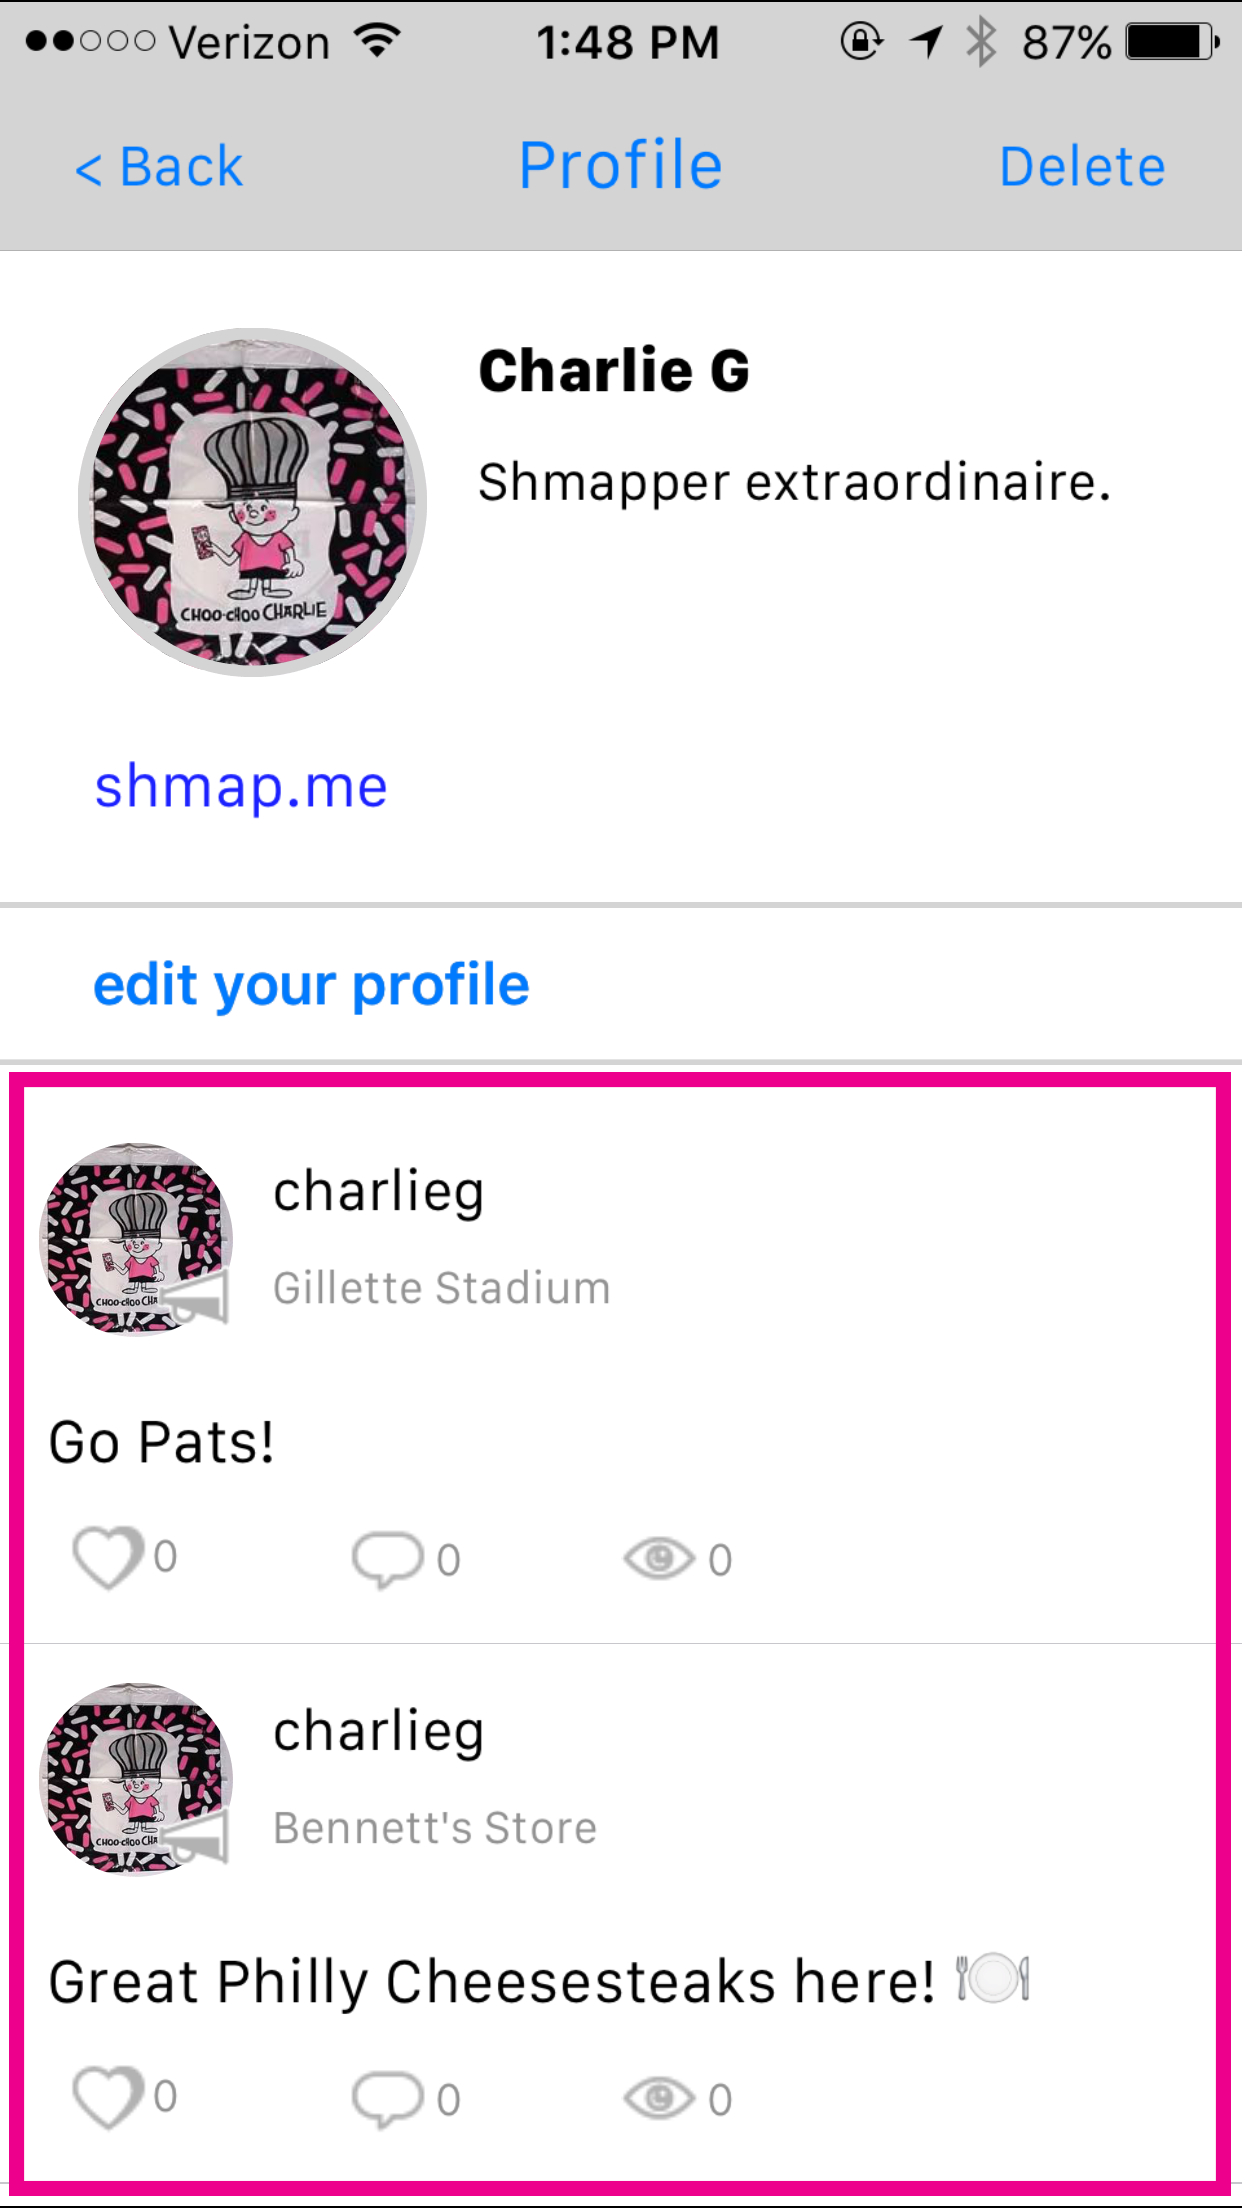 Verizon 1:48 PM 87%
< Back Profile Delete
Charlie G
Shmapper extraordinaire.
CHOO-CHOO CHARLIE
shmap.me
edit your profile
charlieg
Gillette Stadium
CHOO-CHOO CHA
Go Pats!
0 0 0
charlieg
Bennett's Store
CHOO-CHOO CHA
Great Philly Cheesesteaks here! 🍽
0 0 0